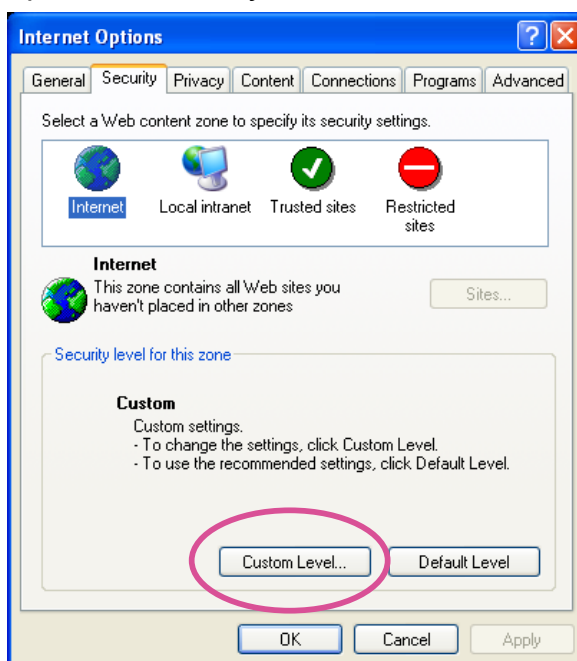 Internet Options
General Security Privacy Content Connections Programs Advanced
Select a Web content zone to specify its security settings.
Internet Local intranet Trusted sites Restricted
sites
Internet
This zone contains all Web sites you
haven't placed in other zones
Sites...
Security level for this zone
Custom
Custom settings.
- To change the settings, click Custom Level.
- To use the recommended settings, click Default Level.
Custom Level... Default Level
OK Cancel Apply